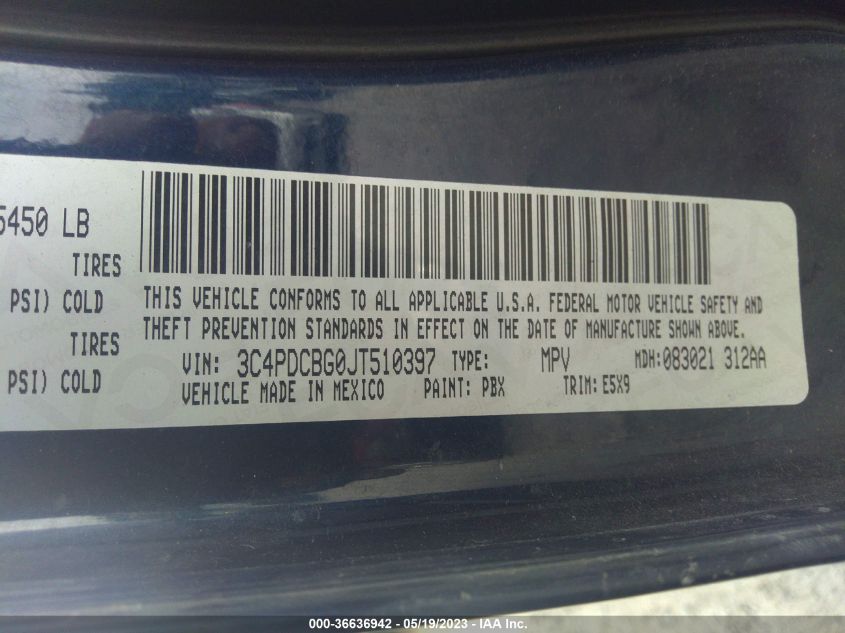 5450 LB
TIRES
PSI) COLD
TIRES
PSI) COLD
THIS VEHICLE CONFORMS TO ALL APPLICABLE U.S.A. FEDERAL MOTOR VEHICLE SAFETY AND
THEFT PREVENTION STANDARDS IN EFFECT ON THE DATE OF MANUFACTURE SHOWN ABOVE.
VIN: 3C4PDCBG0JT510397 TYPE: MPV MDH:083021 312AA
VEHICLE MADE IN MEXICO PAINT: PBX TRIM: E5X9
000-36636942 - 05/19/2023 - IAA Inc.